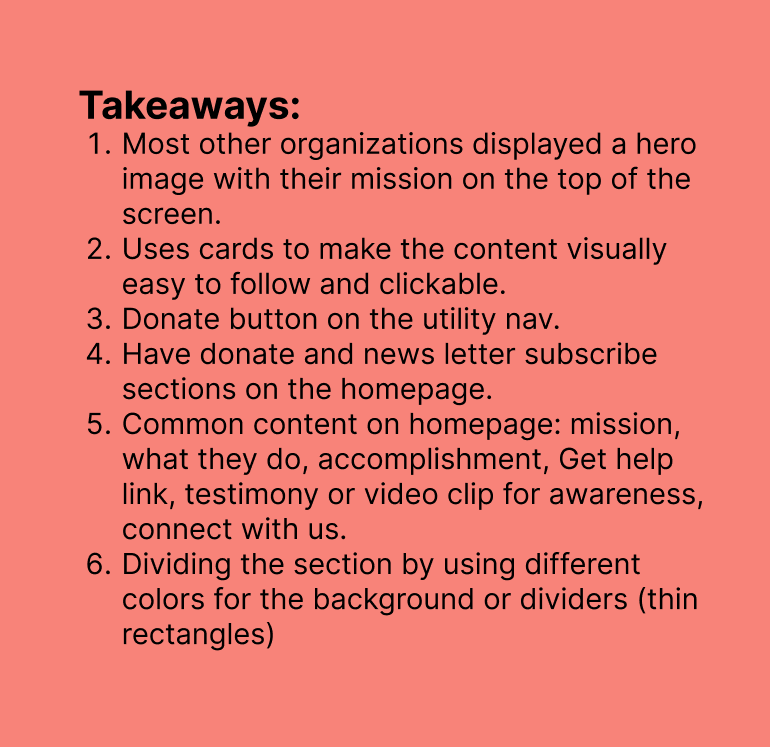 Takeaways:
1. Most other organizations displayed a hero
image with their mission on the top of the
screen.
2. Uses cards to make the content visually
easy to follow and clickable.
3. Donate button on the utility nav.
4. Have donate and news letter subscribe
sections on the homepage.
5. Common content on homepage: mission,
what they do, accomplishment, Get help
link, testimony or video clip for awareness,
connect with us.
6. Dividing the section by using different
colors for the background or dividers (thin
rectangles)